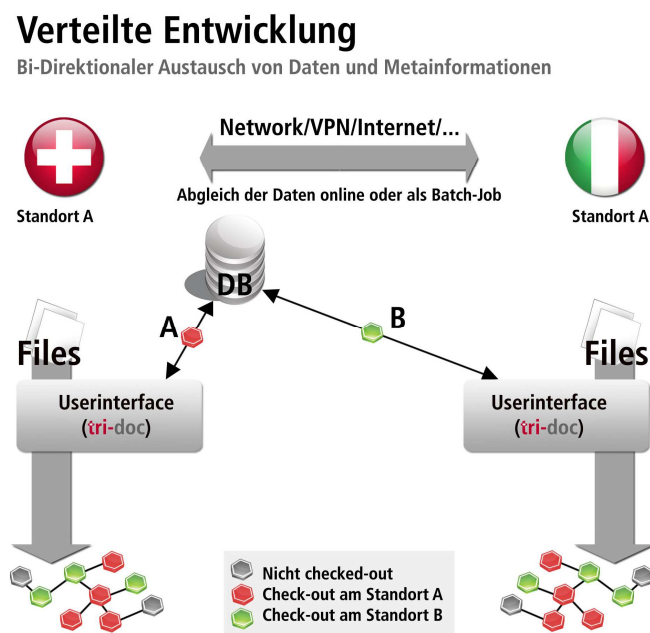 Verteilte Entwicklung
Bi-Direktionaler Austausch von Daten und Metainformationen
Network/VPN/Internet/...
Abgleich der Daten online oder als Batch-Job
Standort A
Standort A
DB
A
B
Files
Files
Userinterface
(tri-doc)
Userinterface
(tri-doc)
Nicht checked-out
Check-out am Standort A
Check-out am Standort B